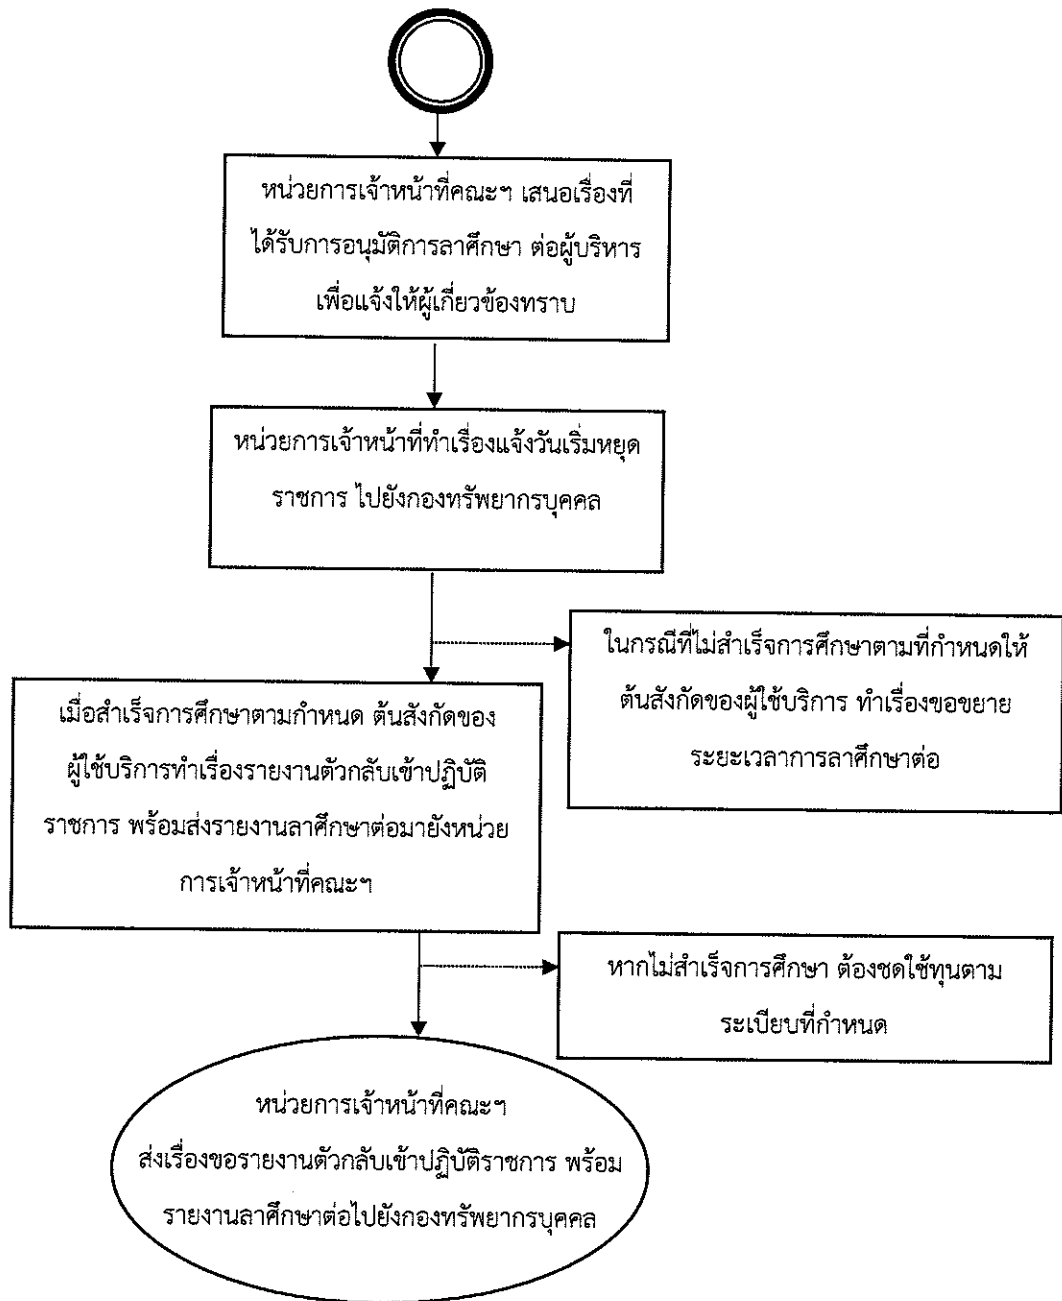 หน่วยการเจ้าหน้าที่คณะฯ เสนอเรื่องที่
ได้รับการอนุมัติการลาศึกษา ต่อผู้บริหาร
เพื่อแจ้งให้ผู้เกี่ยวข้องทราบ
หน่วยการเจ้าหน้าที่ทำเรื่องแจ้งวันเริ่มหยุด
ราชการ ไปยังกองทรัพยากรบุคคล
ในกรณีที่ไม่สำเร็จการศึกษาตามที่กำหนดให้
ต้นสังกัดของผู้ใช้บริการ ทำเรื่องขอขยาย
ระยะเวลาการลาศึกษาต่อ
เมื่อสำเร็จการศึกษาตามกำหนด ต้นสังกัดของ
ผู้ใช้บริการทำเรื่องรายงานตัวกลับเข้าปฏิบัติ
ราชการ พร้อมส่งรายงานลาศึกษาต่อมายังหน่วย
การเจ้าหน้าที่คณะฯ
หากไม่สำเร็จการศึกษา ต้องชดใช้ทุนตาม
ระเบียบที่กำหนด
หน่วยการเจ้าหน้าที่คณะฯ
ส่งเรื่องขอรายงานตัวกลับเข้าปฏิบัติราชการ พร้อม
รายงานลาศึกษาต่อไปยังกองทรัพยากรบุคคล